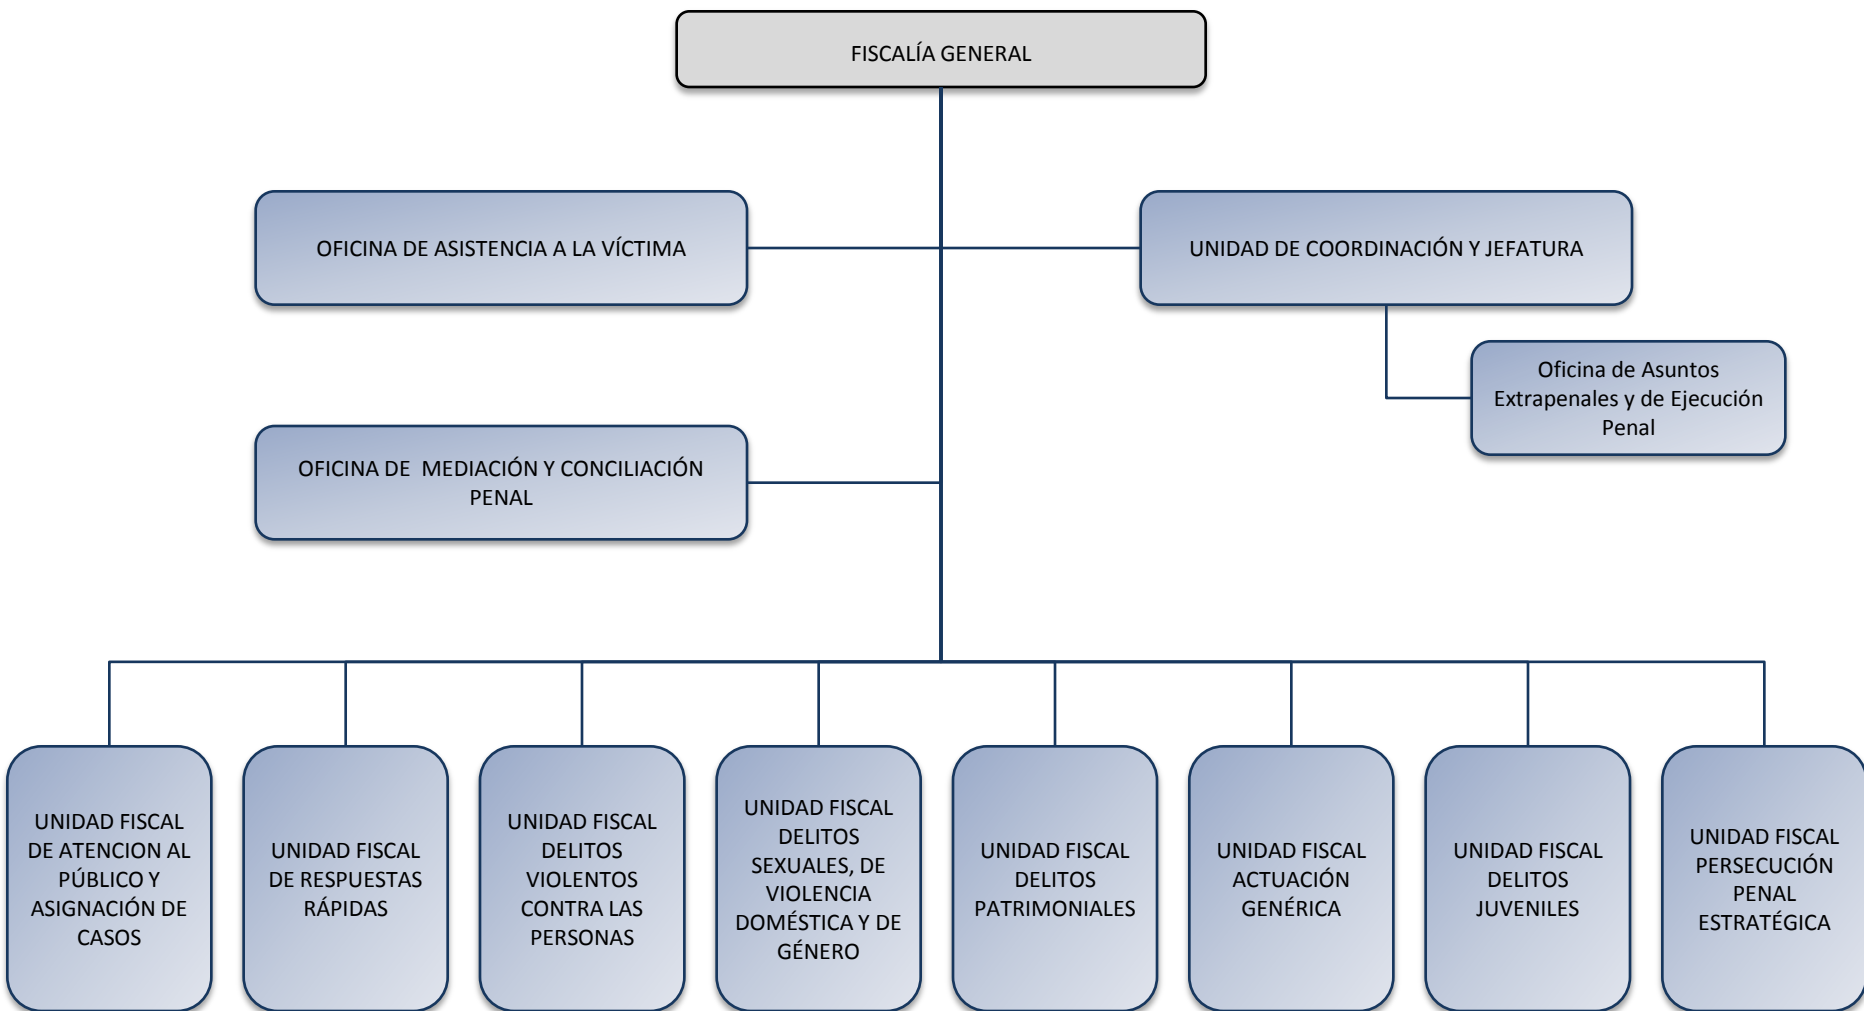 FISCALÍA GENERAL
OFICINA DE ASISTENCIA A LA VÍCTIMA
UNIDAD DE COORDINACIÓN Y JEFATURA
Oficina de Asuntos
Extrapenales y de Ejecución
Penal
OFICINA DE  MEDIACIÓN Y CONCILIACIÓN
PENAL
UNIDAD FISCAL
DE ATENCION AL
PÚBLICO Y
ASIGNACIÓN DE
CASOS
UNIDAD FISCAL
DE RESPUESTAS
RÁPIDAS
UNIDAD FISCAL
DELITOS
VIOLENTOS
CONTRA LAS
PERSONAS
UNIDAD FISCAL
DELITOS
SEXUALES, DE
VIOLENCIA
DOMÉSTICA Y DE
GÉNERO
UNIDAD FISCAL
DELITOS
PATRIMONIALES
UNIDAD FISCAL
ACTUACIÓN
GENÉRICA
UNIDAD FISCAL
DELITOS
JUVENILES
UNIDAD FISCAL
PERSECUCIÓN
PENAL
ESTRATÉGICA